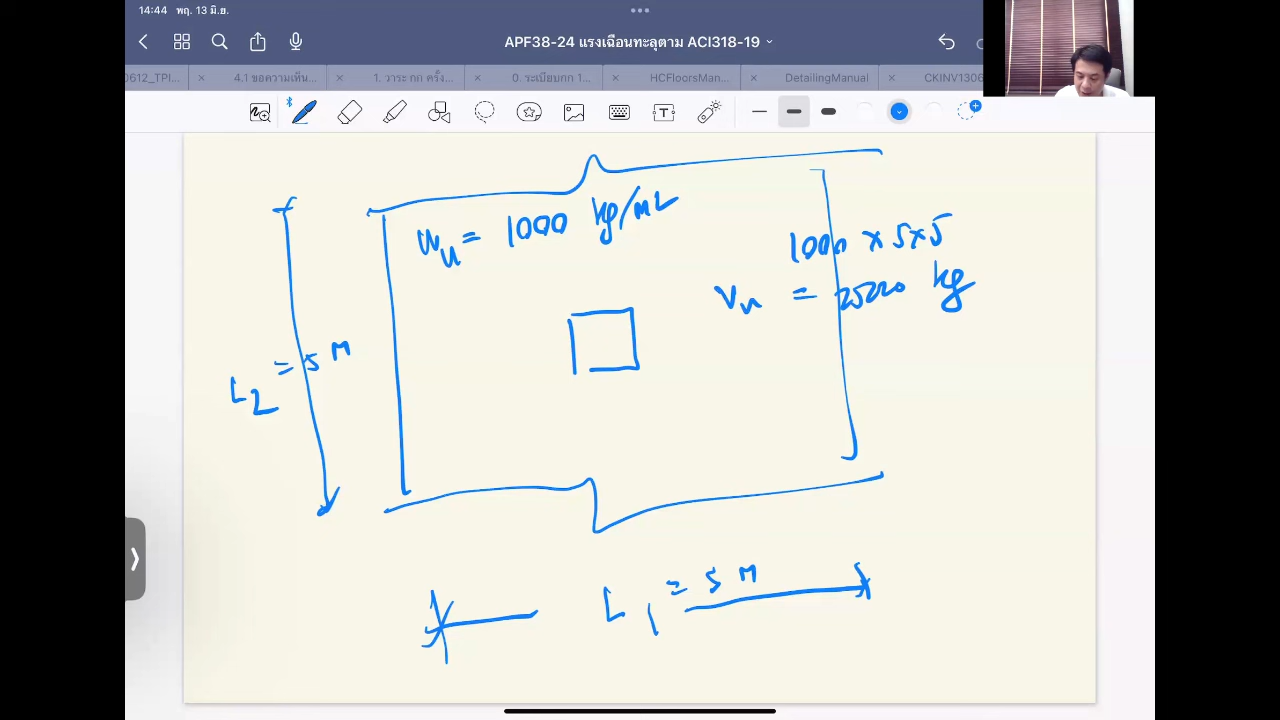 14:44 พฤ. 13 มิ.ย.
APF38-24 แรงเฉือนทะลุตาม ACI318-19
0612_TPI...
4.1 ขอความเห็น...
1. วาระ กก ครั้ง...
0. ระเบียบกก 1...
HCFloorsMan...
DetailingManual
CKINV1306
T
Wu = 1000 kg/m2
1000 x 5x5
Vu = 25000 kg
L2 = 5 M
L1 = 5 M